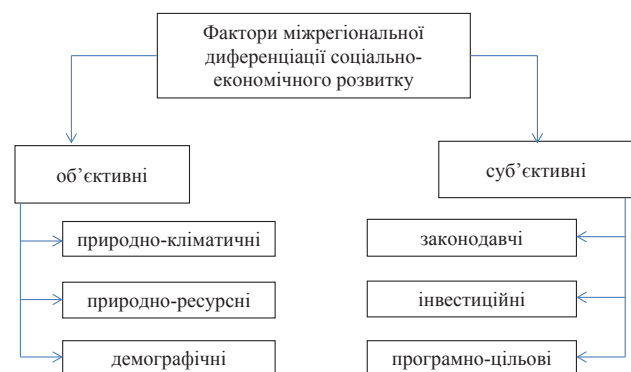 Фактори міжрегіональної
диференціації соціально-
економічного розвитку
об’єктивні
суб’єктивні
природно-кліматичні
законодавчі
природно-ресурсні
інвестиційні
демографічні
програмно-цільові